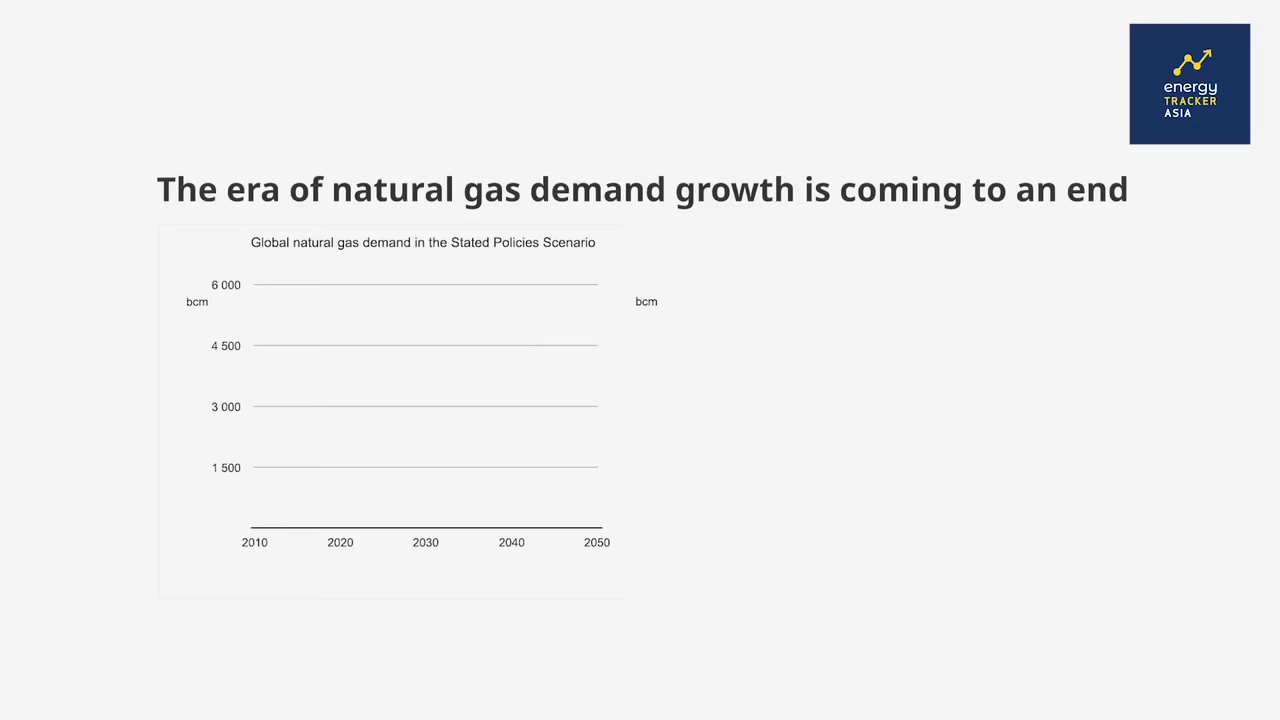 energy
TRACKER
ASIA
The era of natural gas demand growth is coming to an end
Global natural gas demand in the Stated Policies Scenario
6 000
bcm
bcm
4 500
3 000
1 500
2010 2020 2030 2040 2050